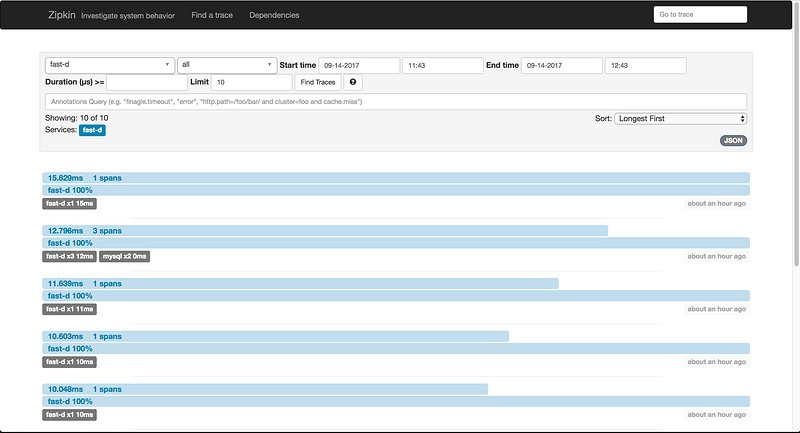 Zipkin Investigate system behavior Find a trace Dependencies Go to trace
fast-d all Start time 09-14-2017 11:43 End time 09-14-2017 12:43
Duration (μs) >= Limit 10 Find Traces
Annotations Query (e.g. "finagle.timeout", "error", "http.path=/foo/bar/ and cluster=foo and cache.miss")
Showing: 10 of 10 Sort: Longest First
Services: fast-d
JSON
15.829ms 1 spans
fast-d 100%
fast-d x1 15ms about an hour ago
12.796ms 3 spans
fast-d 100%
fast-d x3 12ms mysql x2 0ms about an hour ago
11.639ms 1 spans
fast-d 100%
fast-d x1 11ms about an hour ago
10.603ms 1 spans
fast-d 100%
fast-d x1 10ms about an hour ago
10.048ms 1 spans
fast-d 100%
fast-d x1 10ms about an hour ago